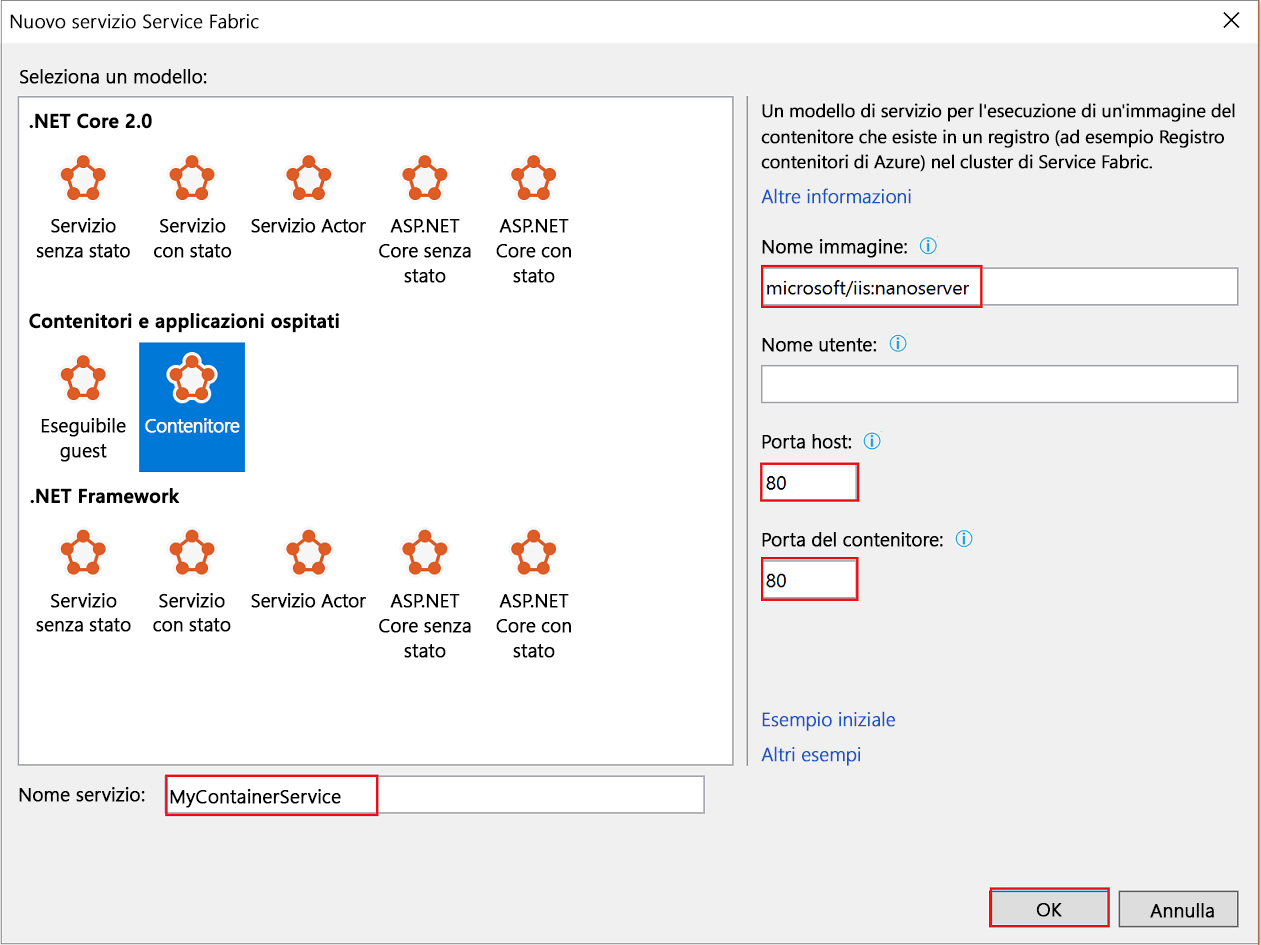 Nuovo servizio Service Fabric
Seleziona un modello:
.NET Core 2.0
Servizio
senza stato
Servizio
con stato
Servizio Actor
ASP.NET
Core senza
stato
ASP.NET
Core con
stato
Contenitori e applicazioni ospitati
Eseguibile
guest
Contenitore
.NET Framework
Servizio
senza stato
Servizio
con stato
Servizio Actor
ASP.NET
Core senza
stato
ASP.NET
Core con
stato
Un modello di servizio per l'esecuzione di un'immagine del
contenitore che esiste in un registro (ad esempio Registro
contenitori di Azure) nel cluster di Service Fabric.
Altre informazioni
Nome immagine:
microsoft/iis:nanoserver
Nome utente:
Porta host:
80
Porta del contenitore:
80
Esempio iniziale
Altri esempi
Nome servizio:
MyContainerService
OK
Annulla